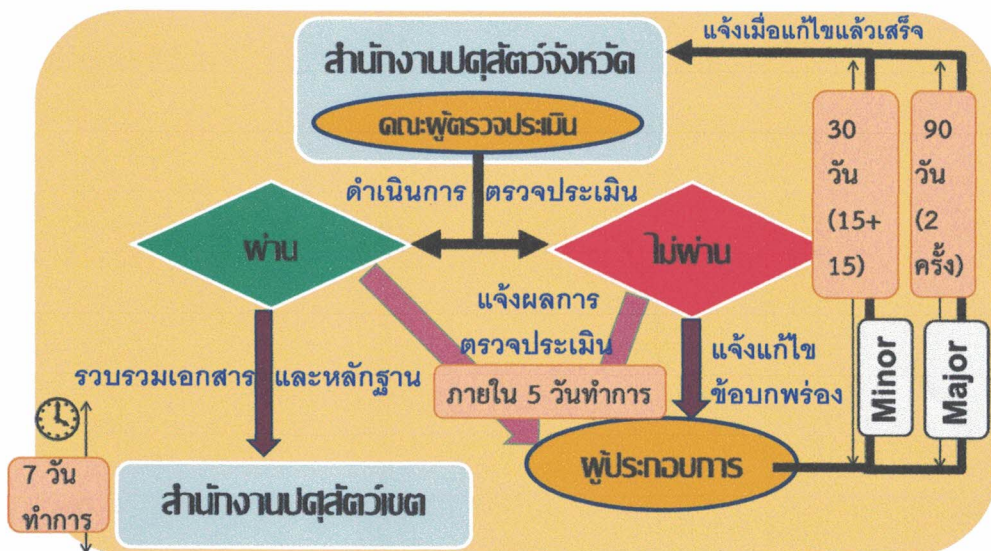 แจ้งเมื่อแก้ไขแล้วเสร็จ
สำนักงานปศุสัตว์จังหวัด
คณะผู้ตรวจประเมิน
ดำเนินการ ตรวจประเมิน
ผ่าน
ไม่ผ่าน
30
วัน
(15+
15)
90
วัน
(2
ครั้ง)
แจ้งผลการ
ตรวจประเมิน
ภายใน 5 วันทำการ
แจ้งแก้ไข
ข้อบกพร่อง
Minor
Major
รวบรวมเอกสาร และหลักฐาน
ผู้ประกอบการ
7 วัน
ทำการ
สำนักงานปศุสัตว์เขต